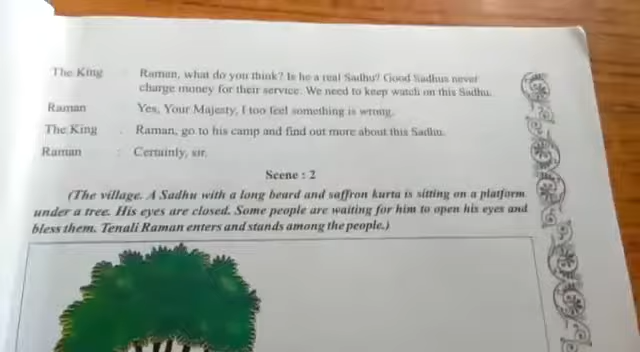 The King : Raman, what do you think? Is he a real Sadhu? Good Sadhus never
charge money for their service. We need to keep watch on this Sadhu.
Raman : Yes, Your Majesty, I too feel something is wrong.
The King : Raman, go to his camp and find out more about this Sadhu.
Raman : Certainly, sir.
Scene : 2
(The village. A Sadhu with a long beard and saffron kurta is sitting on a platform
under a tree. His eyes are closed. Some people are waiting for him to open his eyes and
bless them. Tenali Raman enters and stands among the people.)